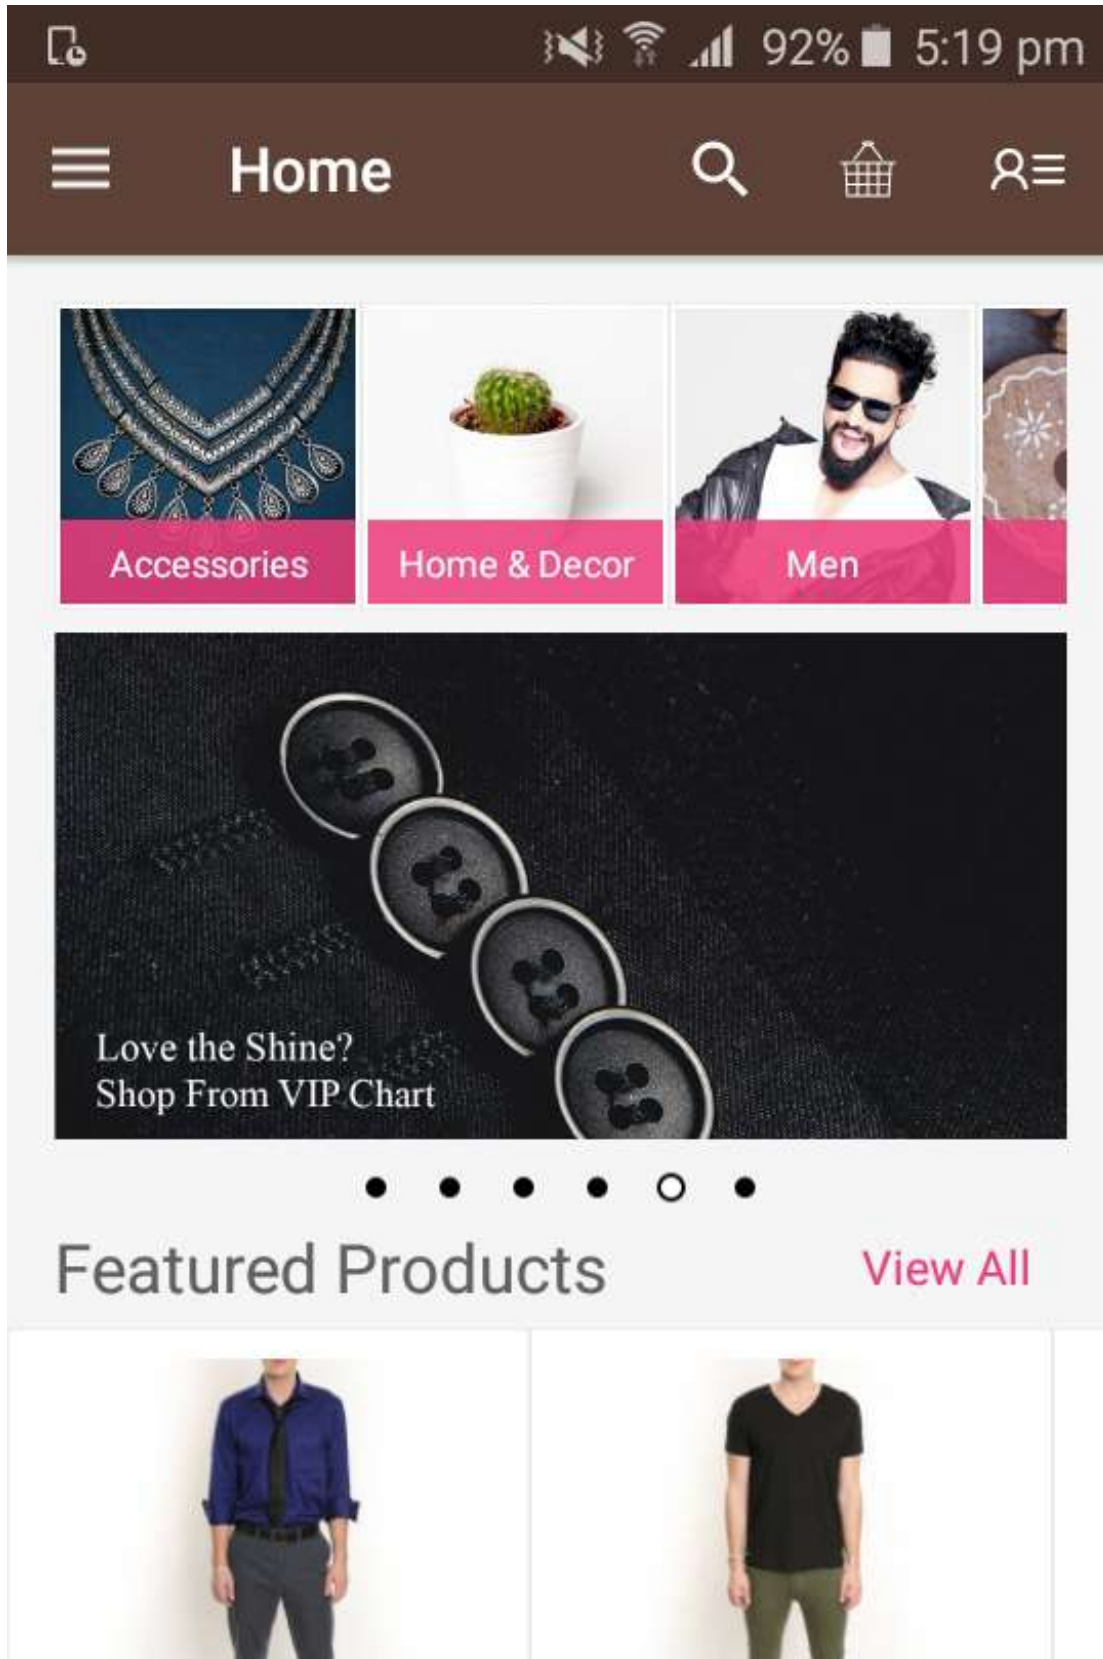 92% 5:19 pm
Home
Accessories
Home & Decor
Men
Love the Shine?
Shop From VIP Chart
Featured Products
View All